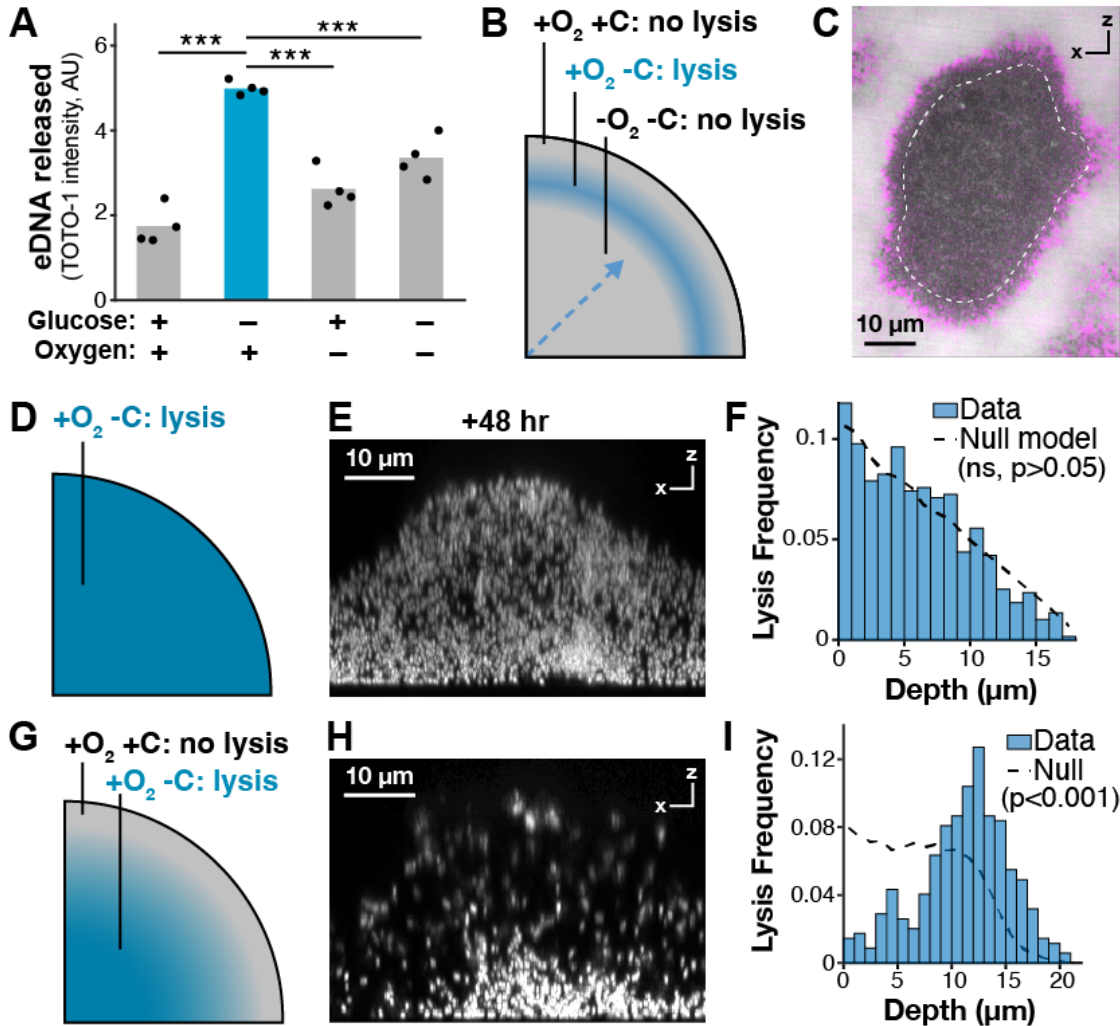 A
eDNA released
(TOTO-1 intensity, AU)
6
4
2
0
***
***
***
Glucose: + – + –
Oxygen: + + – –
B
+O₂ +C: no lysis
+O₂ -C: lysis
-O₂ -C: no lysis
C
z
x
10 µm
D
+O₂ -C: lysis
E
+48 hr
10 µm
z
x
F
Lysis Frequency
0.1
0.05
0
Data
Null model
(ns, p>0.05)
0 5 10 15
Depth (µm)
G
+O₂ +C: no lysis
+O₂ -C: lysis
H
10 µm
z
x
I
Lysis Frequency
0.12
0.08
0.04
0
Data
Null
(p<0.001)
0 5 10 15 20
Depth (µm)